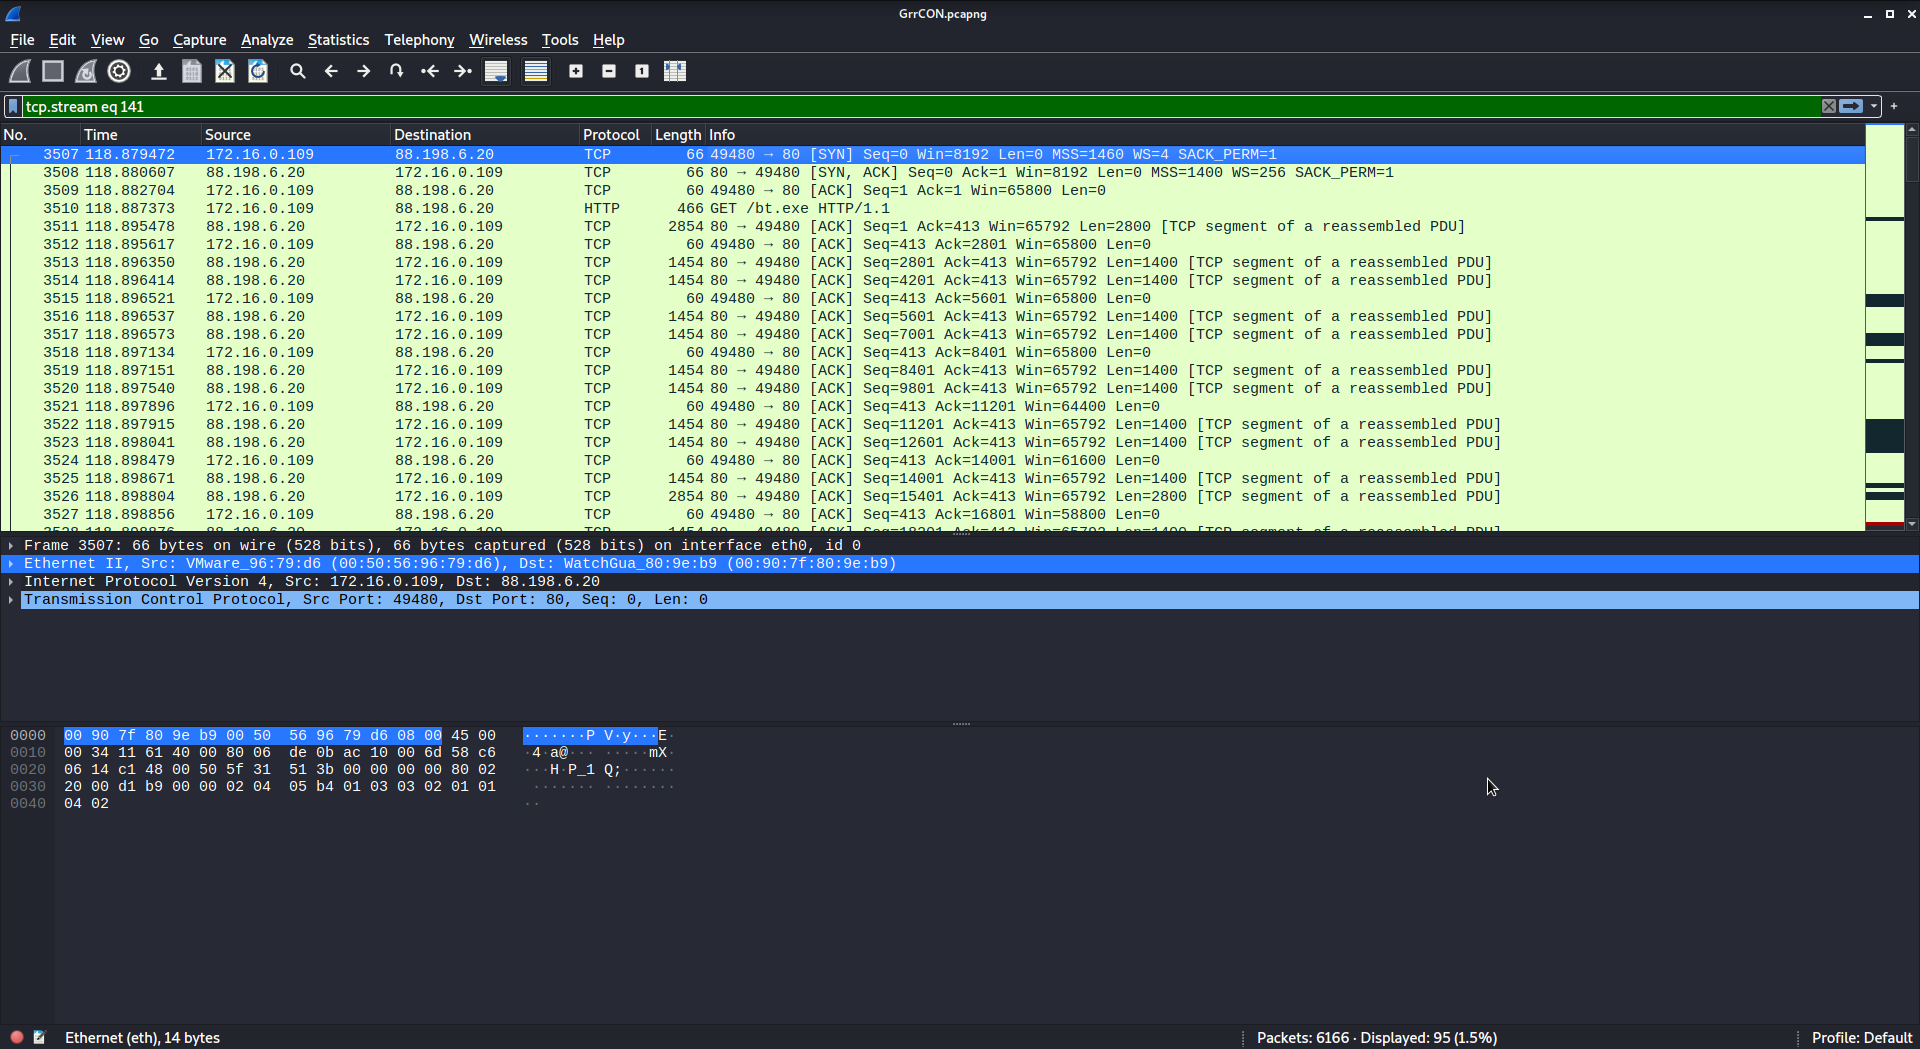 GrrCON.pcapng
File Edit View Go Capture Analyze Statistics Telephony Wireless Tools Help
tcp.stream eq 141
No. Time Source Destination Protocol Length Info
3507 118.879472 172.16.0.109 88.198.6.20 TCP 66 49480 → 80 [SYN] Seq=0 Win=8192 Len=0 MSS=1460 WS=4 SACK_PERM=1
3508 118.880607 88.198.6.20 172.16.0.109 TCP 66 80 → 49480 [SYN, ACK] Seq=0 Ack=1 Win=8192 Len=0 MSS=1400 WS=256 SACK_PERM=1
3509 118.882704 172.16.0.109 88.198.6.20 TCP 60 49480 → 80 [ACK] Seq=1 Ack=1 Win=65800 Len=0
3510 118.887373 172.16.0.109 88.198.6.20 HTTP 466 GET /bt.exe HTTP/1.1
3511 118.895478 88.198.6.20 172.16.0.109 TCP 2854 80 → 49480 [ACK] Seq=1 Ack=413 Win=65792 Len=2800 [TCP segment of a reassembled PDU]
3512 118.895617 172.16.0.109 88.198.6.20 TCP 60 49480 → 80 [ACK] Seq=413 Ack=2801 Win=65800 Len=0
3513 118.896350 88.198.6.20 172.16.0.109 TCP 1454 80 → 49480 [ACK] Seq=2801 Ack=413 Win=65792 Len=1400 [TCP segment of a reassembled PDU]
3514 118.896414 88.198.6.20 172.16.0.109 TCP 1454 80 → 49480 [ACK] Seq=4201 Ack=413 Win=65792 Len=1400 [TCP segment of a reassembled PDU]
3515 118.896521 172.16.0.109 88.198.6.20 TCP 60 49480 → 80 [ACK] Seq=413 Ack=5601 Win=65800 Len=0
3516 118.896537 88.198.6.20 172.16.0.109 TCP 1454 80 → 49480 [ACK] Seq=5601 Ack=413 Win=65792 Len=1400 [TCP segment of a reassembled PDU]
3517 118.896573 88.198.6.20 172.16.0.109 TCP 1454 80 → 49480 [ACK] Seq=7001 Ack=413 Win=65792 Len=1400 [TCP segment of a reassembled PDU]
3518 118.897134 172.16.0.109 88.198.6.20 TCP 60 49480 → 80 [ACK] Seq=413 Ack=8401 Win=65800 Len=0
3519 118.897151 88.198.6.20 172.16.0.109 TCP 1454 80 → 49480 [ACK] Seq=8401 Ack=413 Win=65792 Len=1400 [TCP segment of a reassembled PDU]
3520 118.897540 88.198.6.20 172.16.0.109 TCP 1454 80 → 49480 [ACK] Seq=9801 Ack=413 Win=65792 Len=1400 [TCP segment of a reassembled PDU]
3521 118.897896 172.16.0.109 88.198.6.20 TCP 60 49480 → 80 [ACK] Seq=413 Ack=11201 Win=64400 Len=0
3522 118.897915 88.198.6.20 172.16.0.109 TCP 1454 80 → 49480 [ACK] Seq=11201 Ack=413 Win=65792 Len=1400 [TCP segment of a reassembled PDU]
3523 118.898041 88.198.6.20 172.16.0.109 TCP 1454 80 → 49480 [ACK] Seq=12601 Ack=413 Win=65792 Len=1400 [TCP segment of a reassembled PDU]
3524 118.898479 172.16.0.109 88.198.6.20 TCP 60 49480 → 80 [ACK] Seq=413 Ack=14001 Win=61600 Len=0
3525 118.898671 88.198.6.20 172.16.0.109 TCP 1454 80 → 49480 [ACK] Seq=14001 Ack=413 Win=65792 Len=1400 [TCP segment of a reassembled PDU]
3526 118.898804 88.198.6.20 172.16.0.109 TCP 2854 80 → 49480 [ACK] Seq=15401 Ack=413 Win=65792 Len=2800 [TCP segment of a reassembled PDU]
3527 118.898856 172.16.0.109 88.198.6.20 TCP 60 49480 → 80 [ACK] Seq=413 Ack=16801 Win=58800 Len=0
Frame 3507: 66 bytes on wire (528 bits), 66 bytes captured (528 bits) on interface eth0, id 0
Ethernet II, Src: VMware_96:79:d6 (00:50:56:96:79:d6), Dst: WatchGua_80:9e:b9 (00:90:7f:80:9e:b9)
Internet Protocol Version 4, Src: 172.16.0.109, Dst: 88.198.6.20
Transmission Control Protocol, Src Port: 49480, Dst Port: 80, Seq: 0, Len: 0
0000 00 90 7f 80 9e b9 00 50 56 96 79 d6 08 00 45 00 ·······P V·y···E·
0010 00 34 11 61 40 00 80 06 de 0b ac 10 00 6d 58 c6 ·4·a@··· ·····mX·
0020 06 14 c1 48 00 50 5f 31 51 3b 00 00 00 00 80 02 ···H·P_1 Q;······
0030 20 00 d1 b9 00 00 02 04 05 b4 01 03 03 02 01 01 ······· ········
0040 04 02 ··
Ethernet (eth), 14 bytes
Packets: 6166 · Displayed: 95 (1.5%)
Profile: Default